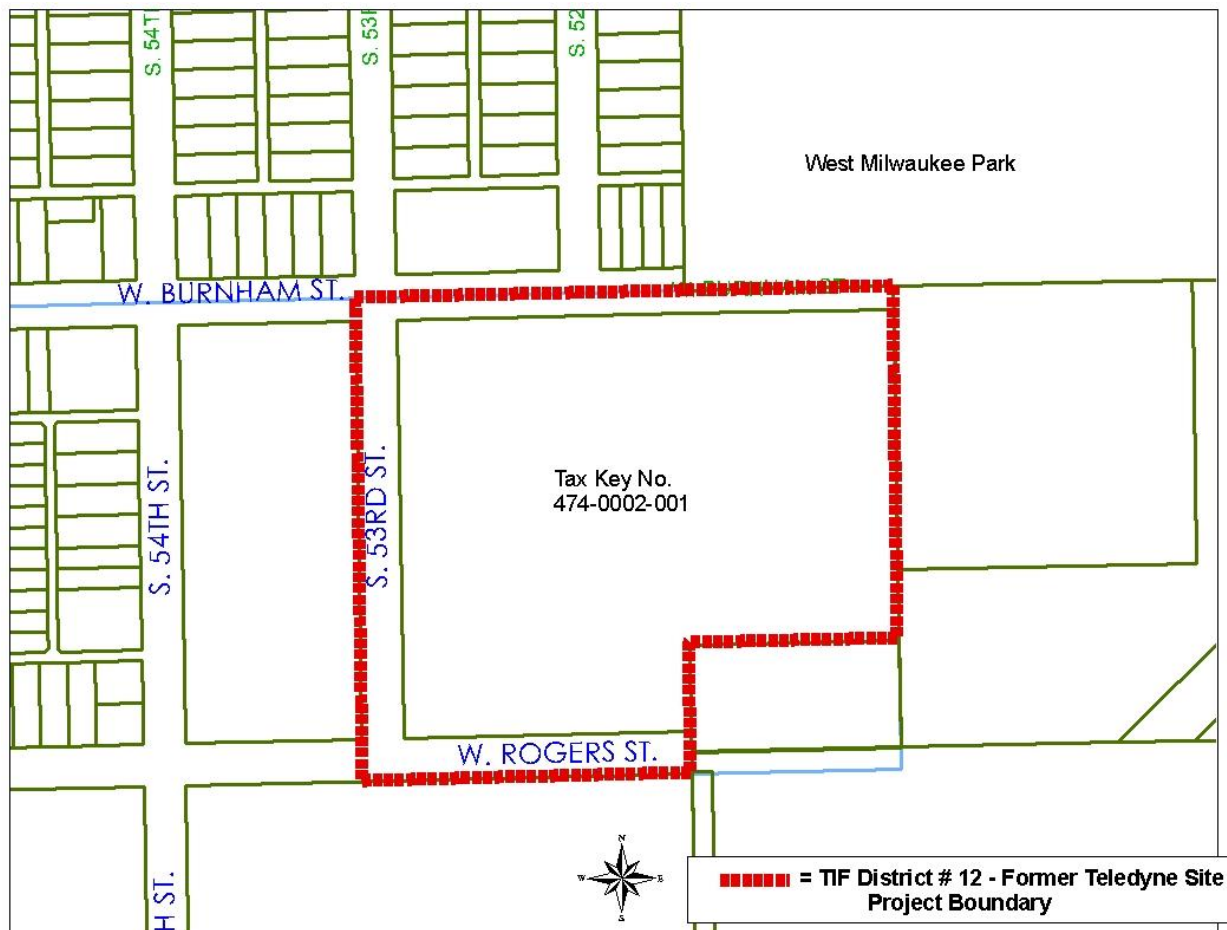 S. 54T
S. 53R
S. 52
West Milwaukee Park
W. BURNHAM ST.
Tax Key No.
474-0002-001
S. 54TH ST.
S. 53RD ST.
W. ROGERS ST.
N
W E
S
H ST.
= TIF District # 12 - Former Teledyne Site
Project Boundary